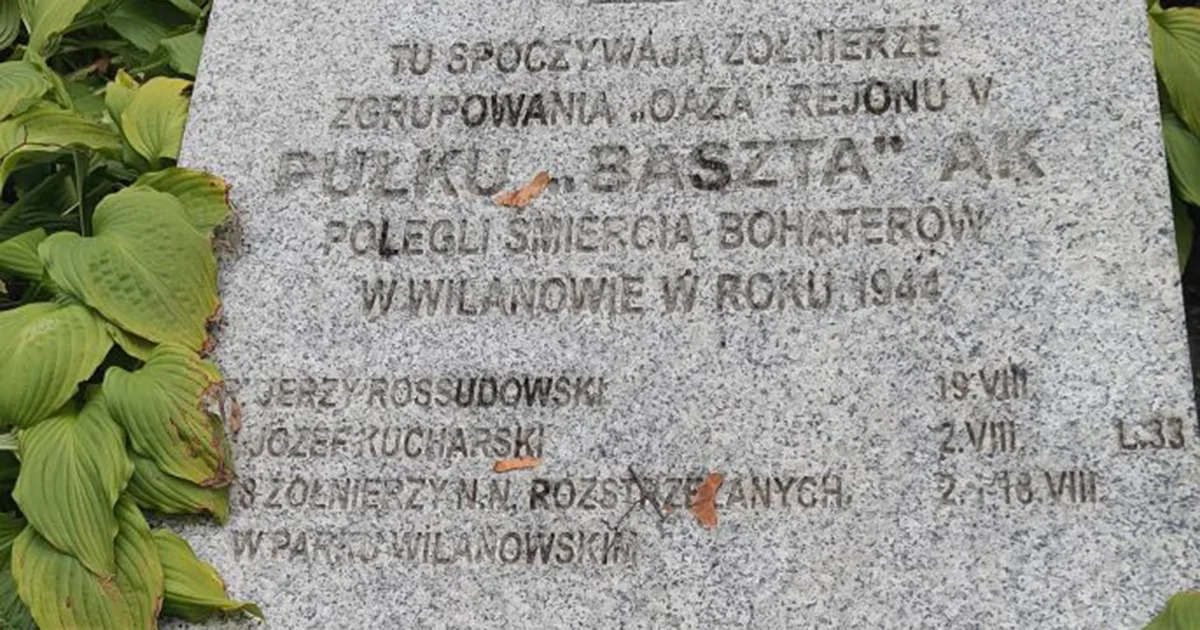 TU SPOCZYWAJĄ ŻOŁNIERZE
ZGRUPOWANIA „OAZA” REJONU V
PUŁKU „BASZTA” AK
POLEGLI ŚMIERCIĄ BOHATERÓW
W WILANOWIE W ROKU 1944
JERZY ROSSUDOWSKI 19.VIII.
JÓZEF KUCHARSKI 2.VIII. L.33
ŻOŁNIERZY N.N. ROZSTRZELANYCH 2. - 18.VIII.
W PARKU WILANOWSKIM